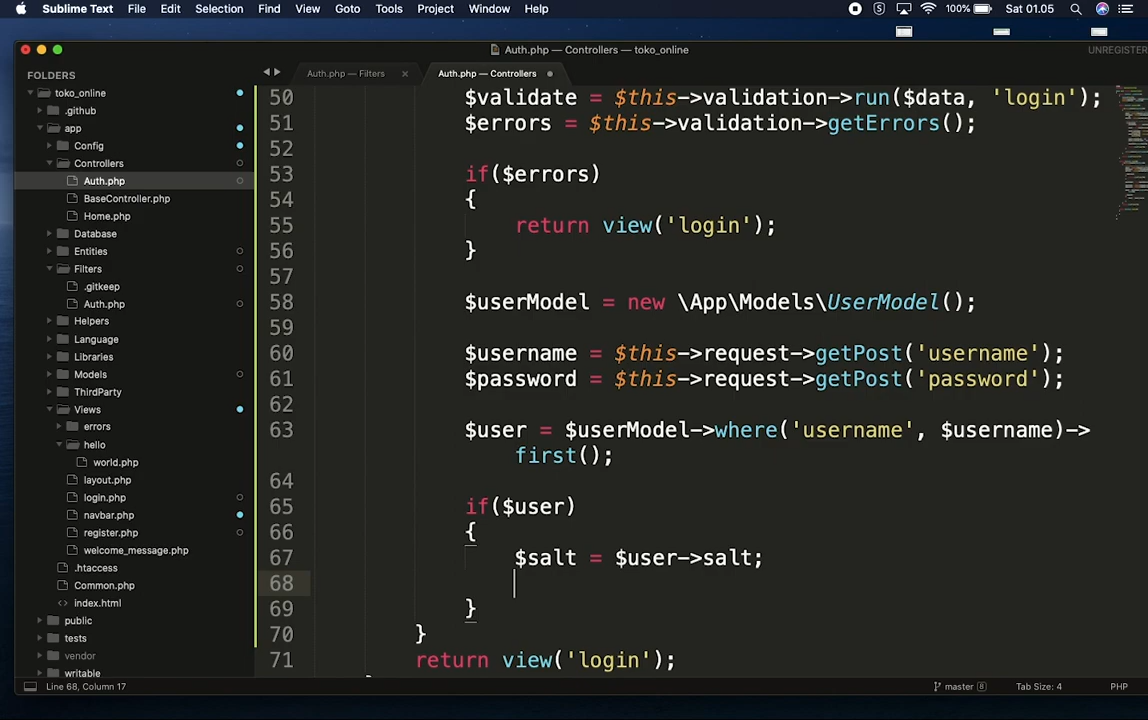 Sublime Text File Edit Selection Find View Goto Tools Project Window Help 100% Sat 01.05
Auth.php — Controllers — toko_online UNREGISTER
FOLDERS Auth.php — Filters × Auth.php — Controllers
toko_online
.github
app
Config
Controllers
Auth.php
BaseController.php
Home.php
Database
Entities
Filters
.gitkeep
Auth.php
Helpers
Language
Libraries
Models
ThirdParty
Views
errors
hello
world.php
layout.php
login.php
navbar.php
register.php
welcome_message.php
.htaccess
Common.php
<> index.html
public
tests
vendor
writable
50 $validate = $this->validation->run($data, 'login');
51 $errors = $this->validation->getErrors();
52
53 if($errors)
54 {
55 return view('login');
56 }
57
58 $userModel = new \App\Models\UserModel();
59
60 $username = $this->request->getPost('username');
61 $password = $this->request->getPost('password');
62
63 $user = $userModel->where('username', $username)->
first();
64
65 if($user)
66 {
67 $salt = $user->salt;
68
69 }
70 }
71 return view('login');
Line 68, Column 17 master 8 Tab Size: 4 PHP